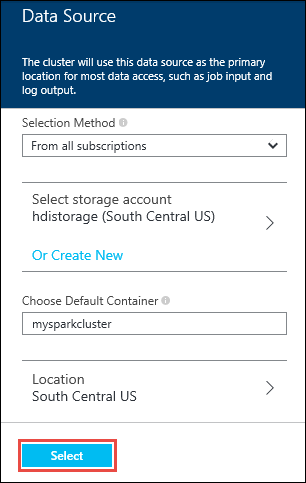 Data Source
The cluster will use this data source as the primary
location for most data access, such as job input and
log output.
Selection Method
From all subscriptions
Select storage account
hdistorage (South Central US)
Or Create New
Choose Default Container
mysparkcluster
Location
South Central US
Select